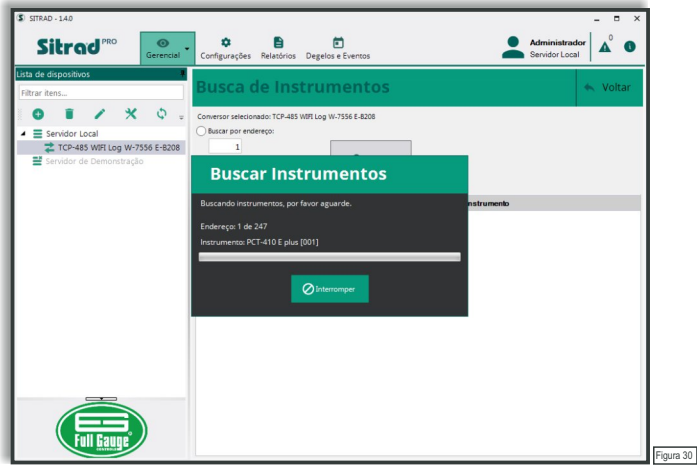 SITRAD - 1.4.0
Sitrad PRO
Gerencial
Configurações
Relatórios
Degelos e Eventos
Administrador
Servidor Local
0
Lista de dispositivos
Filtrar itens...
Servidor Local
TCP-485 WIFI Log W-7556 E-B208
Servidor de Demonstração
Busca de Instrumentos
Voltar
Conversor selecionado: TCP-485 WIFI Log W-7556 E-B208
Buscar por endereço:
1
Buscar Instrumentos
Buscando instrumentos, por favor aguarde.
nstrumento
Endereço: 1 de 247
Instrumento: PCT-410 E plus [001]
Interromper
Full Gauge
CONTROLS
Figura 30